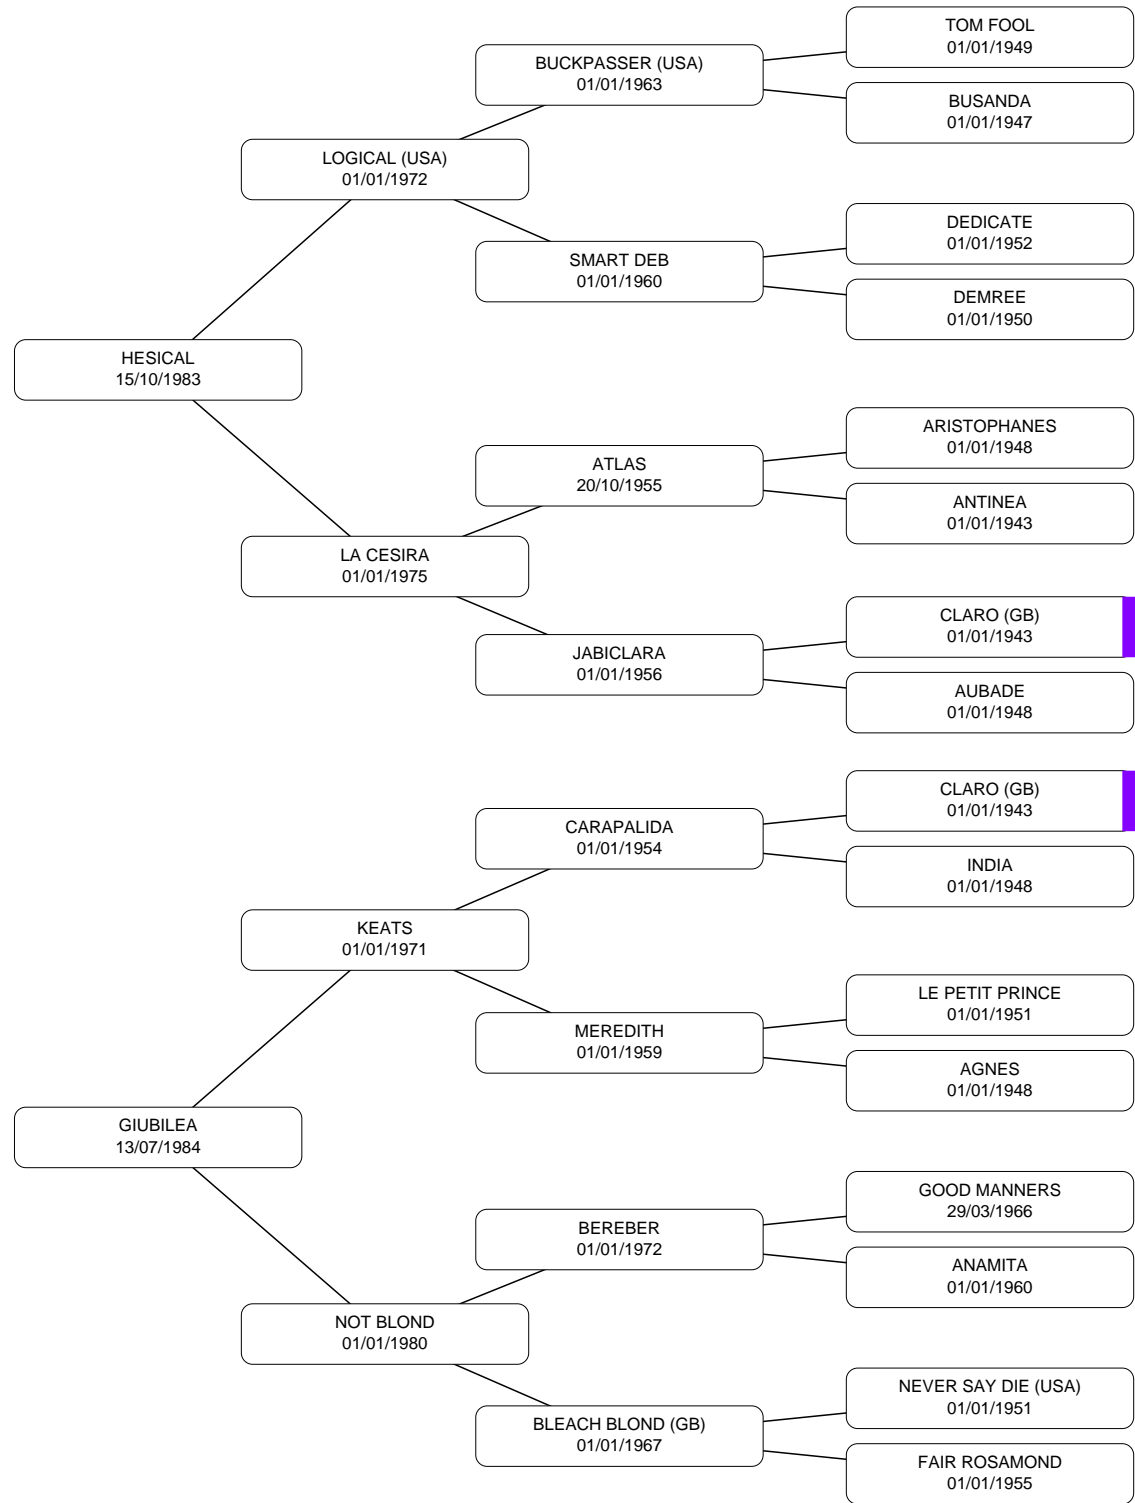 TOM FOOL
01/01/1949
BUCKPASSER (USA)
01/01/1963
BUSANDA
01/01/1947
LOGICAL (USA)
01/01/1972
DEDICATE
01/01/1952
SMART DEB
01/01/1960
DEMREE
01/01/1950
HESICAL
15/10/1983
ARISTOPHANES
01/01/1948
ATLAS
20/10/1955
ANTINEA
01/01/1943
LA CESIRA
01/01/1975
CLARO (GB)
01/01/1943
JABICLARA
01/01/1956
AUBADE
01/01/1948
CLARO (GB)
01/01/1943
CARAPALIDA
01/01/1954
INDIA
01/01/1948
KEATS
01/01/1971
LE PETIT PRINCE
01/01/1951
MEREDITH
01/01/1959
AGNES
01/01/1948
GIUBILEA
13/07/1984
GOOD MANNERS
29/03/1966
BEREBER
01/01/1972
ANAMITA
01/01/1960
NOT BLOND
01/01/1980
NEVER SAY DIE (USA)
01/01/1951
BLEACH BLOND (GB)
01/01/1967
FAIR ROSAMOND
01/01/1955